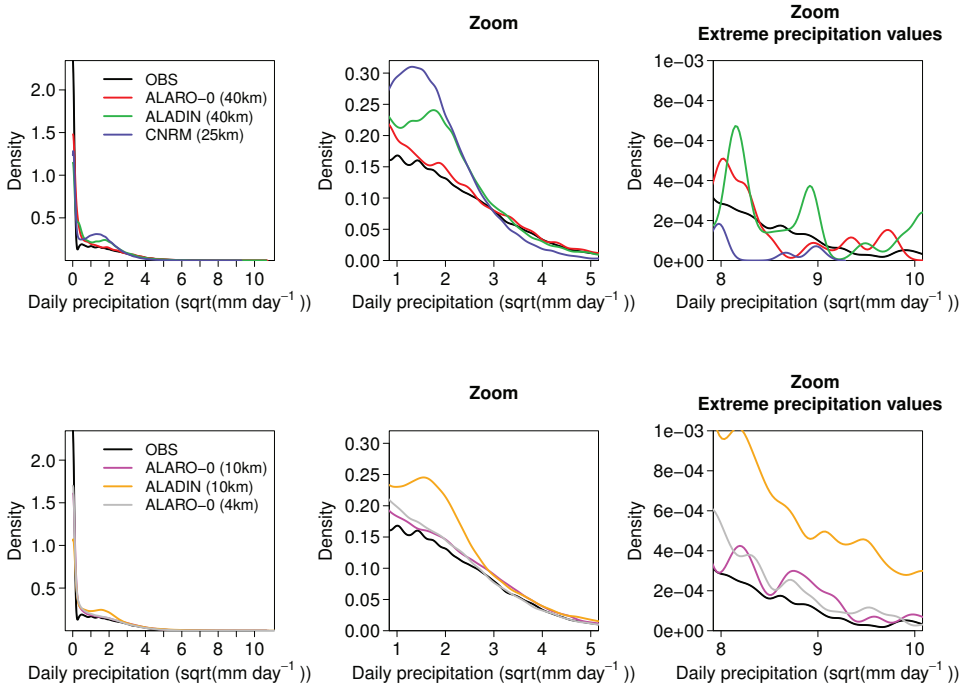 Zoom
Zoom
Extreme precipitation values
Density
2.0
1.5
1.0
0.5
0 2 4 6 8 10
OBS
ALARO−0 (40km)
ALADIN (40km)
CNRM (25km)
Daily precipitation (sqrt(mm day−1 ))
Density
0.30
0.25
0.20
0.15
0.10
0.05
0.00
1 2 3 4 5
Daily precipitation (sqrt(mm day−1 ))
Density
1e−03
8e−04
6e−04
4e−04
2e−04
0e+00
8 9 10
Daily precipitation (sqrt(mm day−1 ))
Zoom
Zoom
Extreme precipitation values
Density
2.0
1.5
1.0
0.5
0 2 4 6 8 10
OBS
ALARO−0 (10km)
ALADIN (10km)
ALARO−0 (4km)
Daily precipitation (sqrt(mm day−1 ))
Density
0.30
0.25
0.20
0.15
0.10
0.05
0.00
1 2 3 4 5
Daily precipitation (sqrt(mm day−1 ))
Density
1e−03
8e−04
6e−04
4e−04
2e−04
0e+00
8 9 10
Daily precipitation (sqrt(mm day−1 ))